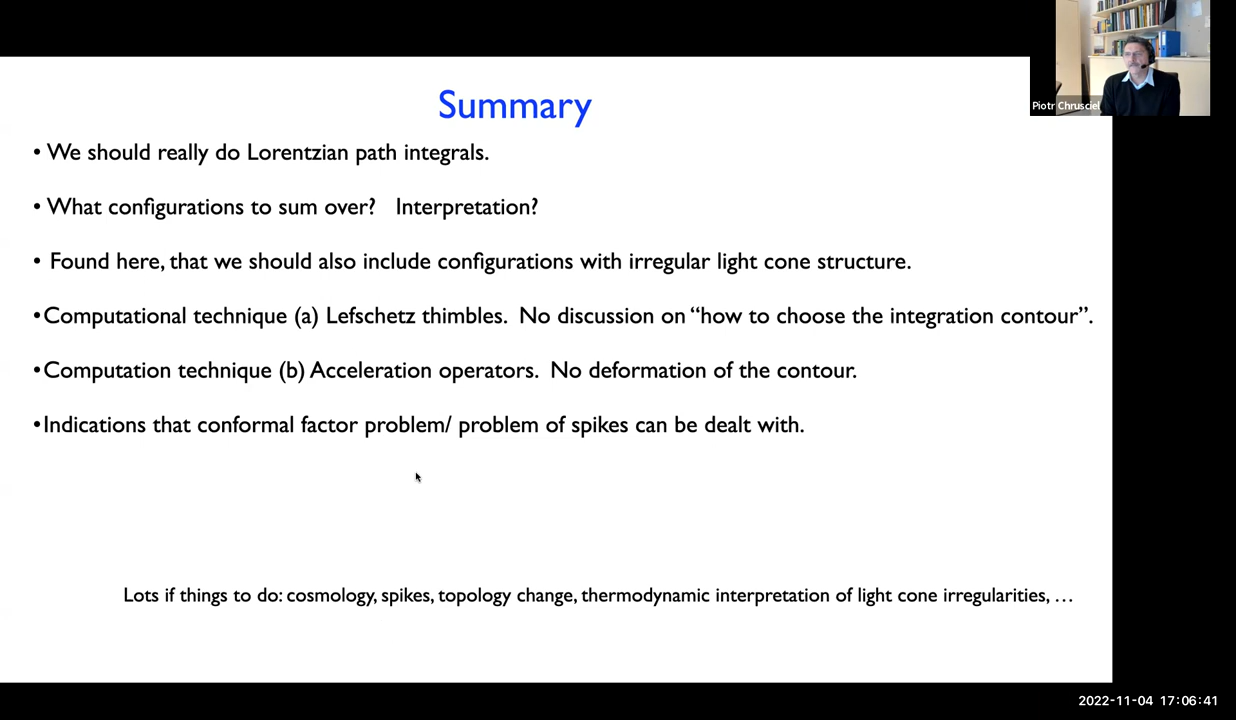 Piotr Chrusciel
Summary
• We should really do Lorentzian path integrals.
• What configurations to sum over? Interpretation?
• Found here, that we should also include configurations with irregular light cone structure.
•Computational technique (a) Lefschetz thimbles. No discussion on “how to choose the integration contour”.
•Computation technique (b) Acceleration operators. No deformation of the contour.
•Indications that conformal factor problem/ problem of spikes can be dealt with.
Lots if things to do: cosmology, spikes, topology change, thermodynamic interpretation of light cone irregularities, …
2022-11-04 17:06:41